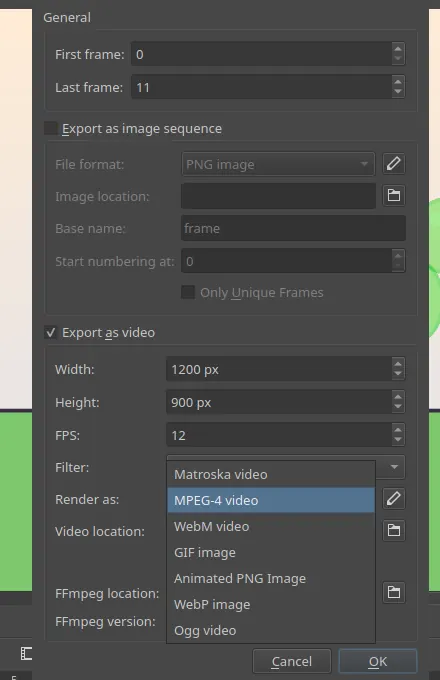 General
First frame: 0
Last frame: 11
Export as image sequence
File format: PNG image
Image location:
Base name: frame
Start numbering at: 0
Only Unique Frames
Export as video
Width: 1200 px
Height: 900 px
FPS: 12
Filter:
Matroska video
Render as: MPEG-4 video
WebM video
Video location:
GIF image
Animated PNG Image
FFmpeg location:
WebP image
FFmpeg version:
Ogg video
Cancel OK